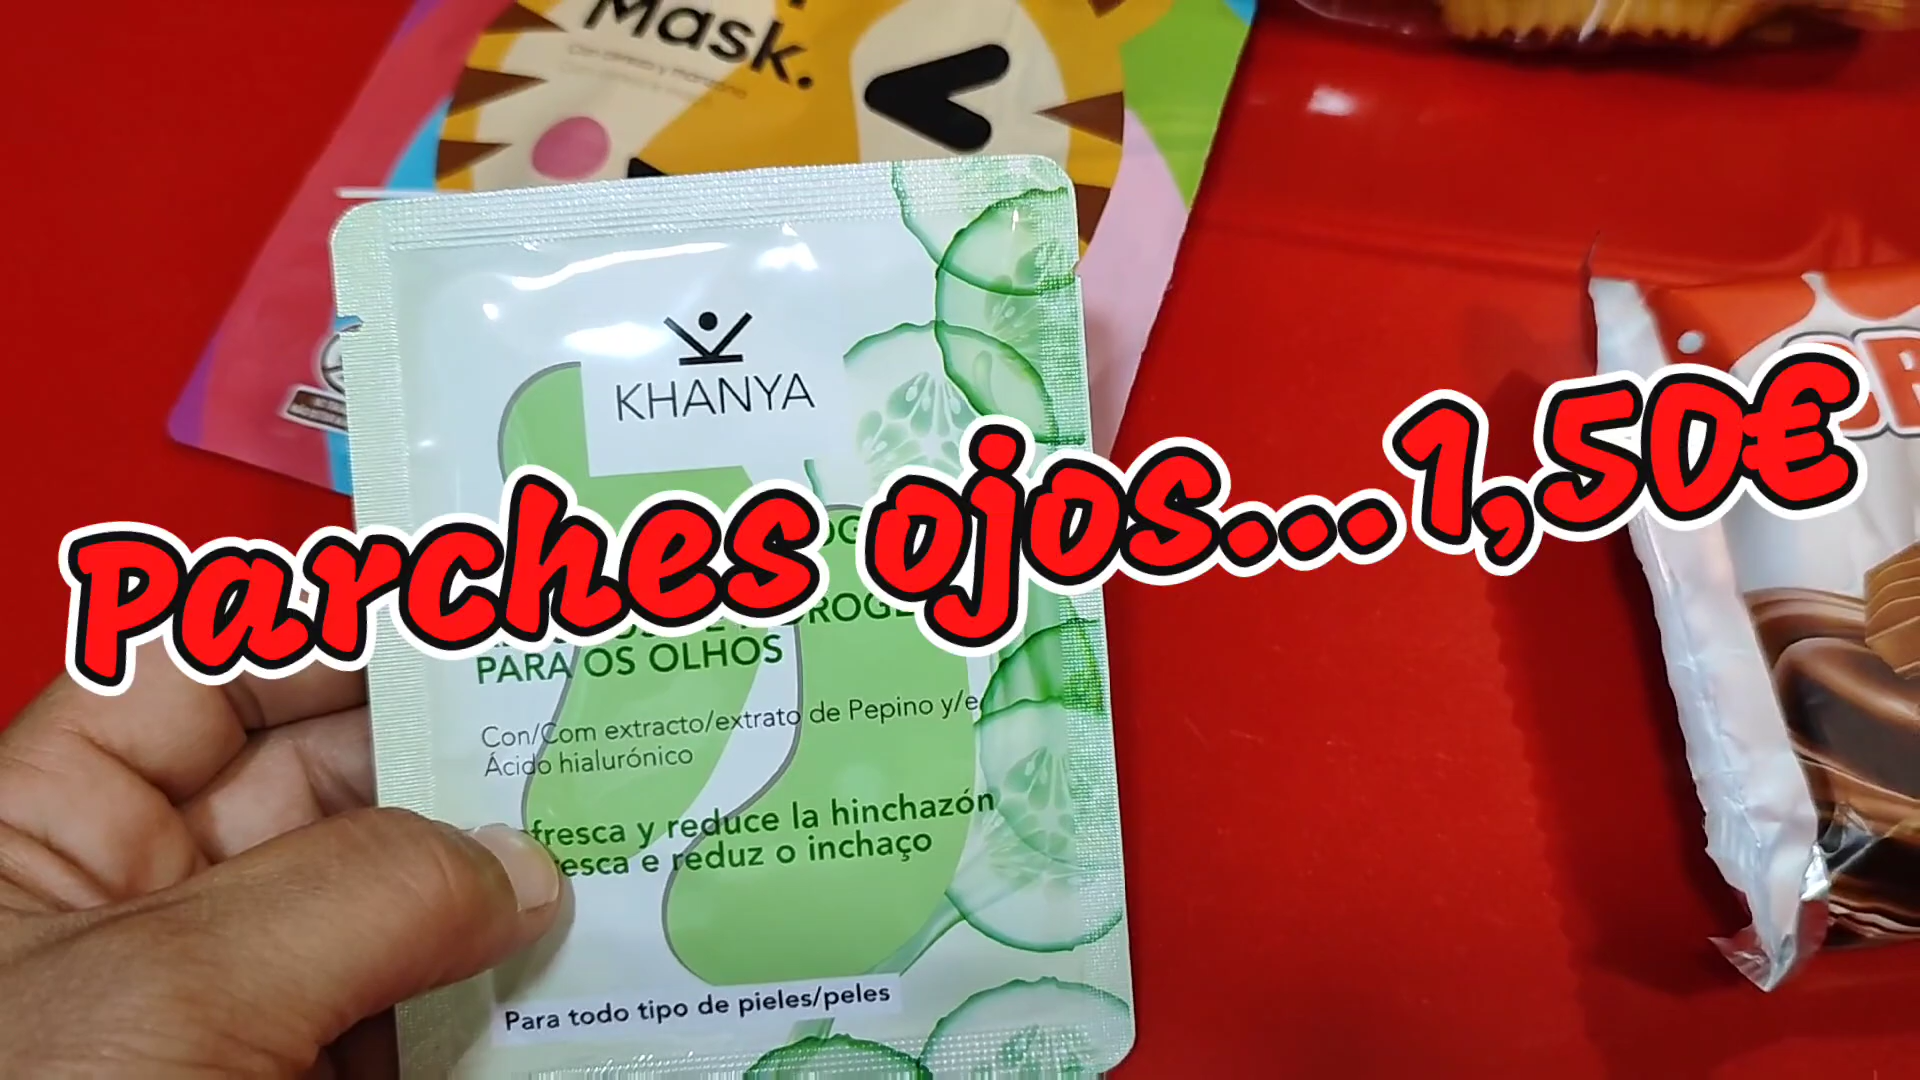 Mask.
KHANYA
Parches ojos...1,50€
PARA OS OLHOS
Con/Com extracto/extrato de Pepino y/e
Ácido hialurónico
fresca y reduce la hinchazón
esca e reduz o inchaço
Para todo tipo de pieles/peles